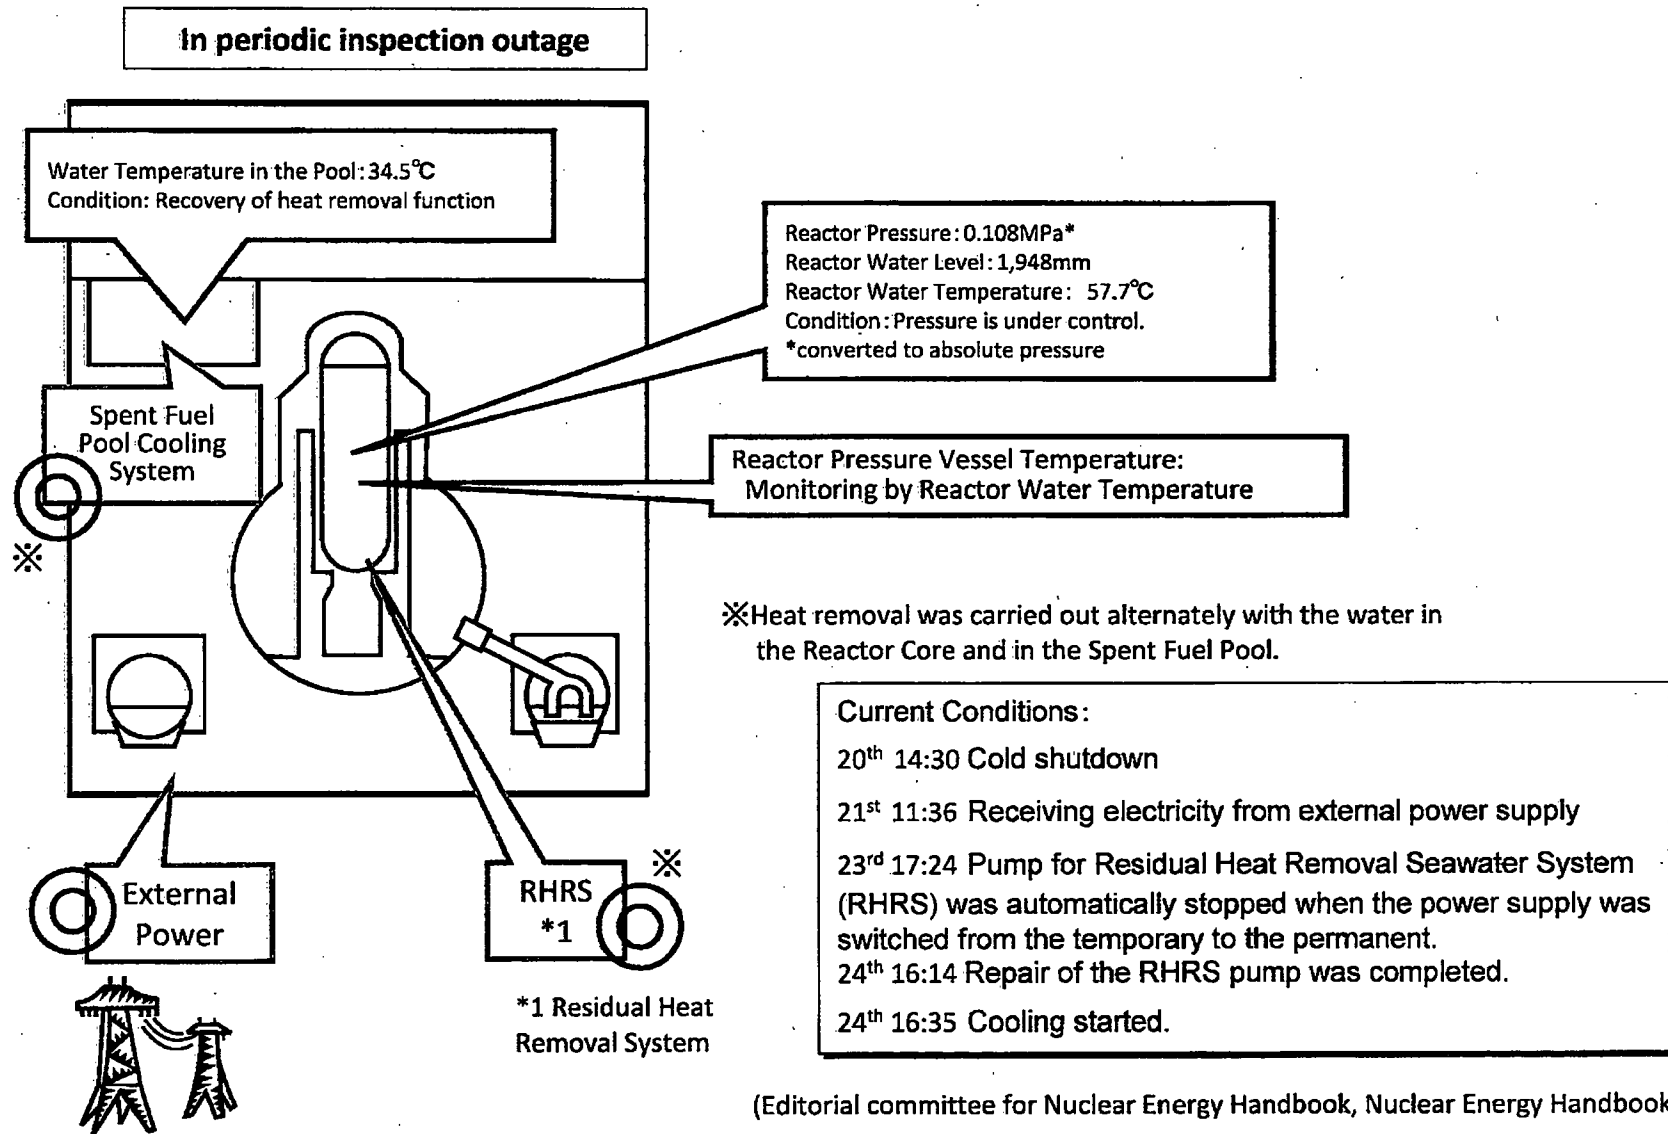 In periodic inspection outage
Water Temperature in the Pool: 34.5℃
Condition: Recovery of heat removal function
Reactor Pressure: 0.108MPa*
Reactor Water Level: 1,948mm
Reactor Water Temperature: 57.7℃
Condition: Pressure is under control.
*converted to absolute pressure
Spent Fuel
Pool Cooling
System
※
Reactor Pressure Vessel Temperature:
Monitoring by Reactor Water Temperature
※Heat removal was carried out alternately with the water in
the Reactor Core and in the Spent Fuel Pool.
Current Conditions:
20th 14:30 Cold shutdown
21st 11:36 Receiving electricity from external power supply
23rd 17:24 Pump for Residual Heat Removal Seawater System
(RHRS) was automatically stopped when the power supply was
switched from the temporary to the permanent.
24th 16:14 Repair of the RHRS pump was completed.
24th 16:35 Cooling started.
External
Power
RHRS
*1
※
*1 Residual Heat
Removal System
(Editorial committee for Nuclear Energy Handbook, Nuclear Energy Handbook